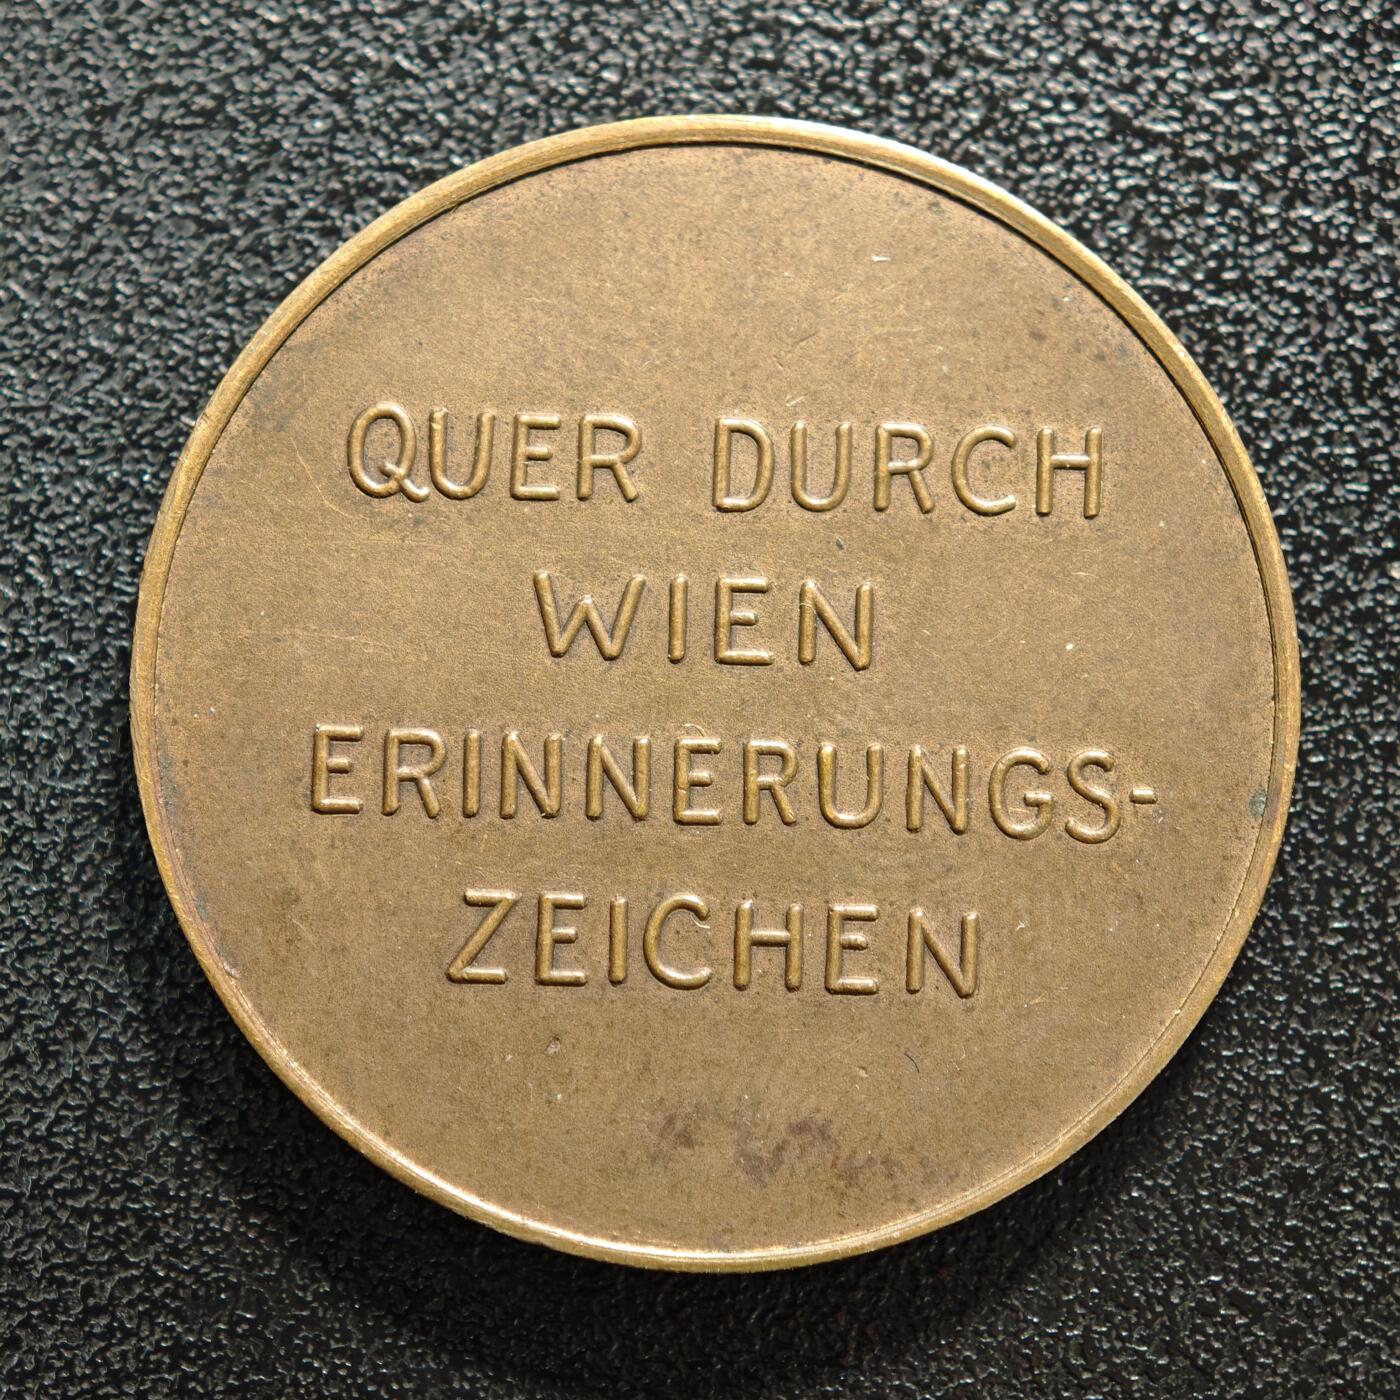 QUER DURCH
WIEN
ERINNERUNGS-
ZEICHEN